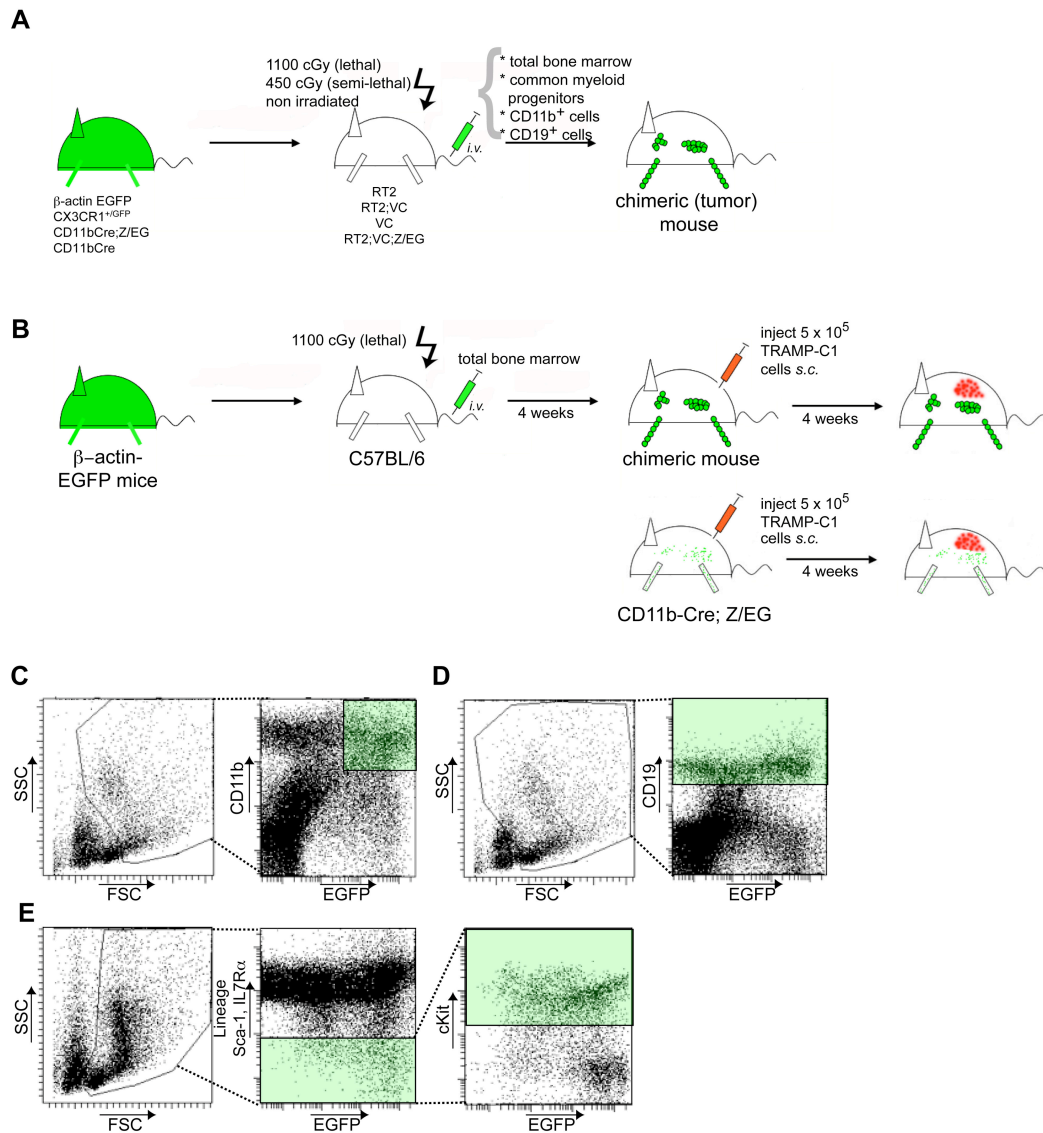 A
1100 cGy (lethal)
450 cGy (semi-lethal)
non irradiated
* total bone marrow
* common myeloid
progenitors
* CD11b+ cells
* CD19+ cells
i.v.
β-actin EGFP
CX3CR1+/GFP
CD11bCre;Z/EG
CD11bCre
RT2
RT2;VC
VC
RT2;VC;Z/EG
chimeric (tumor)
mouse
B
1100 cGy (lethal)
total bone marrow
i.v.
4 weeks
inject 5 x 10^5
TRAMP-C1
cells s.c.
4 weeks
β–actin-
EGFP mice
C57BL/6
chimeric mouse
inject 5 x 10^5
TRAMP-C1
cells s.c.
4 weeks
CD11b-Cre; Z/EG
C
SSC
FSC
CD11b
EGFP
D
SSC
FSC
CD19
EGFP
E
SSC
FSC
Lineage
Sca-1, IL7Rα
EGFP
cKit
EGFP